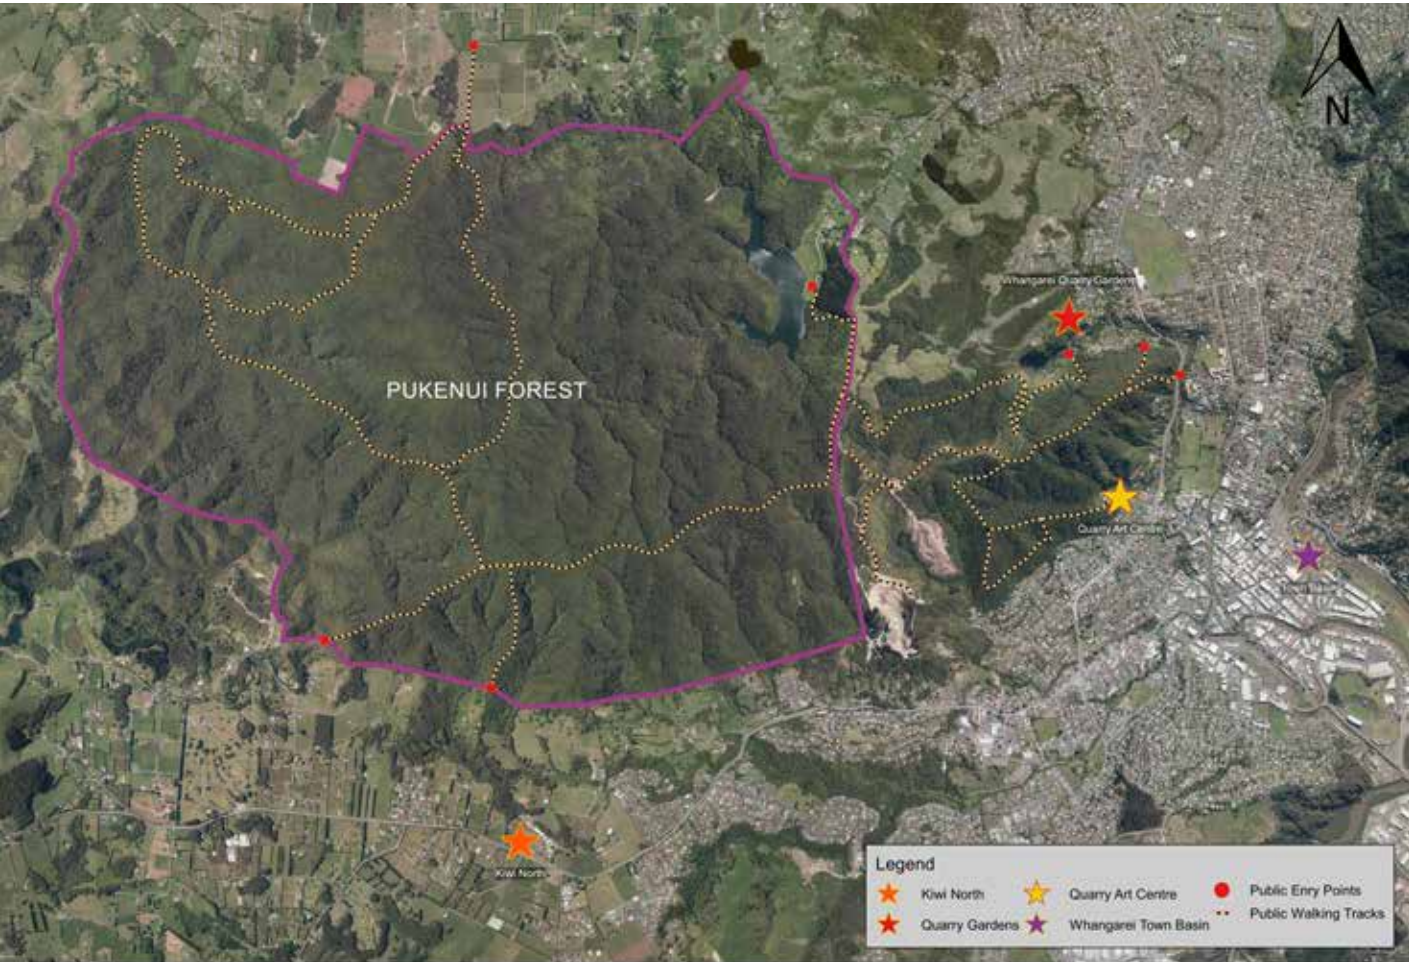 N
Whangarei Quarry Gardens
PUKENUI FOREST
Quarry Art Centre
Kiwi North
Legend
Kiwi North
Quarry Art Centre
Public Enry Points
Quarry Gardens
Whangarei Town Basin
Public Walking Tracks